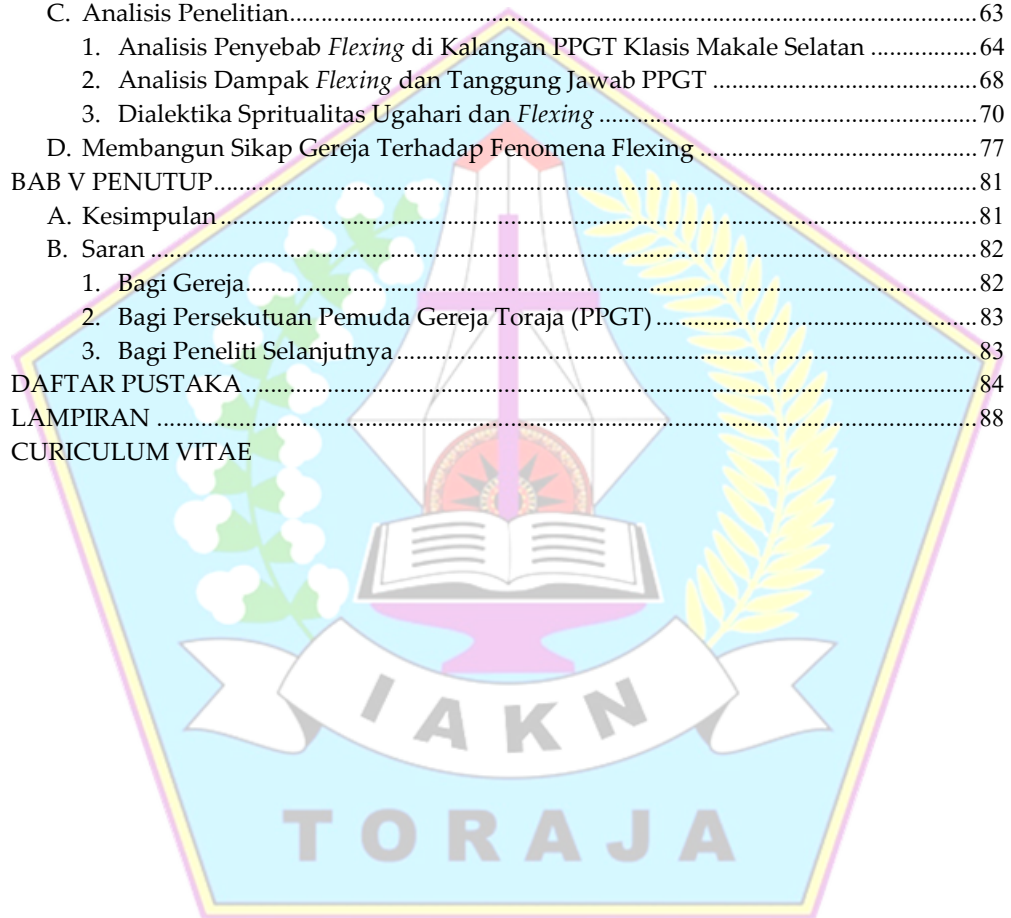 C. Analisis Penelitian....................................................................................................63
1. Analisis Penyebab Flexing di Kalangan PPGT Klasis Makale Selatan .................64
2. Analisis Dampak Flexing dan Tanggung Jawab PPGT ..........................................68
3. Dialektika Spritualitas Ugahari dan Flexing ............................................................70
D. Membangun Sikap Gereja Terhadap Fenomena Flexing ...........................................77
BAB V PENUTUP..............................................................................................................81
A. Kesimpulan..................................................................................................................81
B. Saran ............................................................................................................................82
1. Bagi Gereja...............................................................................................................82
2. Bagi Persekutuan Pemuda Gereja Toraja (PPGT) ...................................................83
3. Bagi Peneliti Selanjutnya .........................................................................................83
DAFTAR PUSTAKA ..........................................................................................................84
LAMPIRAN ........................................................................................................................88
CURICULUM VITAE
IAKN
TORAJA